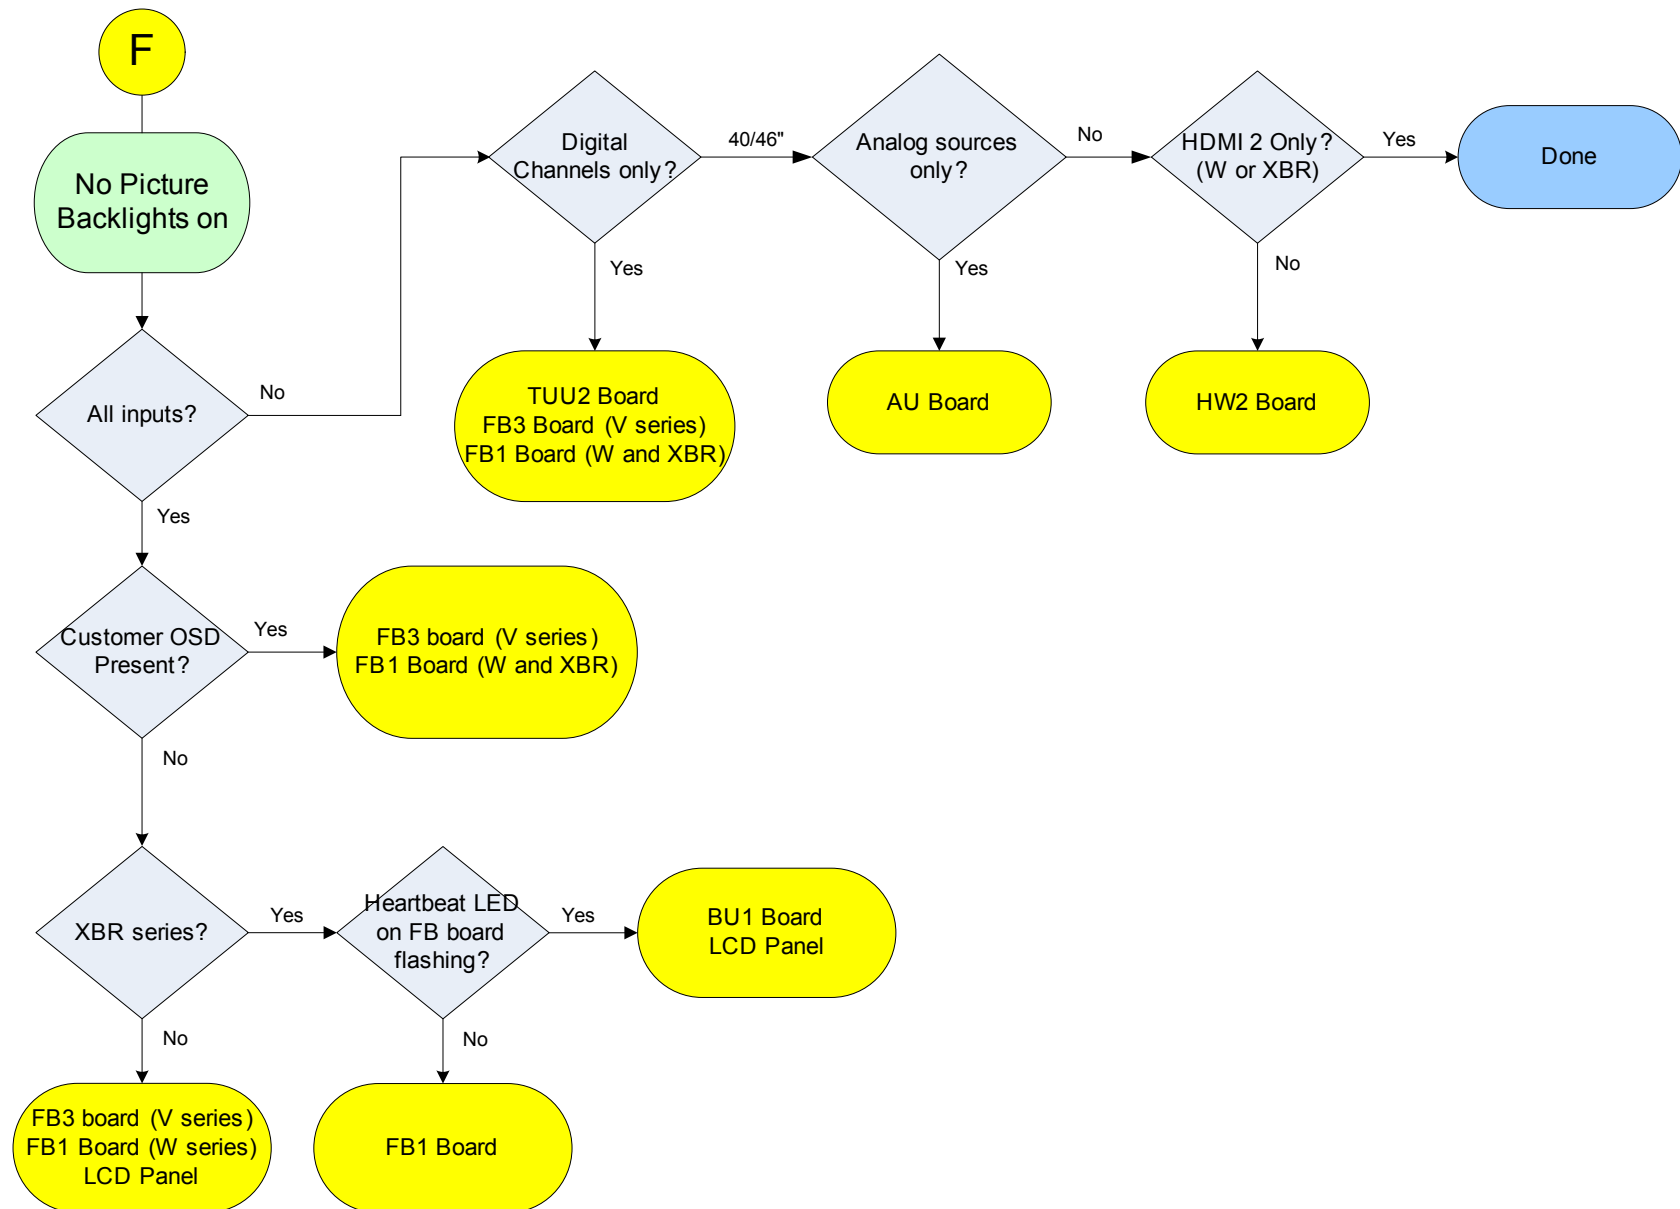 F
No Picture
Backlights on
All inputs?
No
Yes
Digital
Channels only?
40/46"
Yes
TUU2 Board
FB3 Board (V series)
FB1 Board (W and XBR)
Analog sources
only?
No
Yes
AU Board
HDMI 2 Only?
(W or XBR)
Yes
No
HW2 Board
Done
Customer OSD
Present?
Yes
No
FB3 board (V series)
FB1 Board (W and XBR)
XBR series?
Yes
No
Heartbeat LED
on FB board
flashing?
Yes
No
BU1 Board
LCD Panel
FB3 board (V series)
FB1 Board (W series)
LCD Panel
FB1 Board